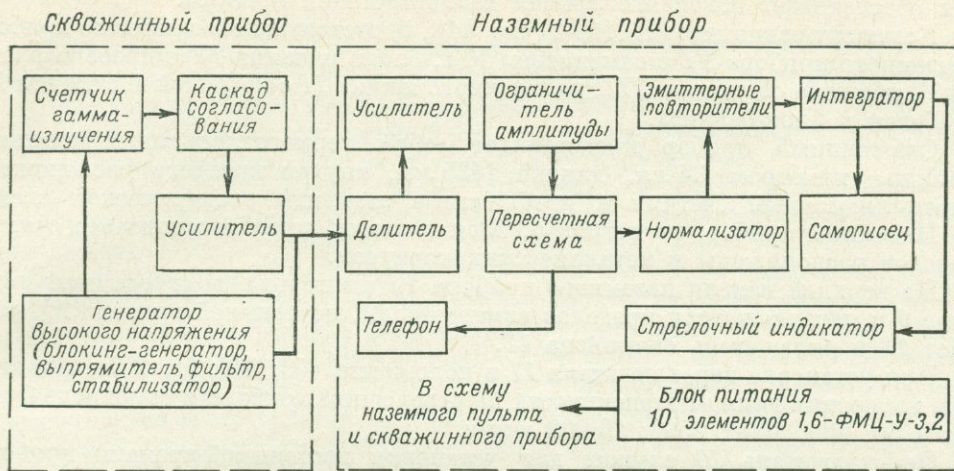 Скважинный прибор
Наземный прибор
Счетчик
гамма-
излучения
Каскад
согласо-
вания
Усилитель
Генератор
высокого напряжения
(блокинг-генератор,
выпрямитель, фильтр,
стабилизатор)
Усилитель
Ограничи-
тель
амплитуды
Эмиттерные
повторители
Интегратор
Делитель
Пересчетная
схема
Нормализатор
Самописец
Телефон
Стрелочный индикатор
В схему
наземного пульта
и скважинного прибора
Блок питания
10 элементов 1,6-ФМЦ-У-3,2